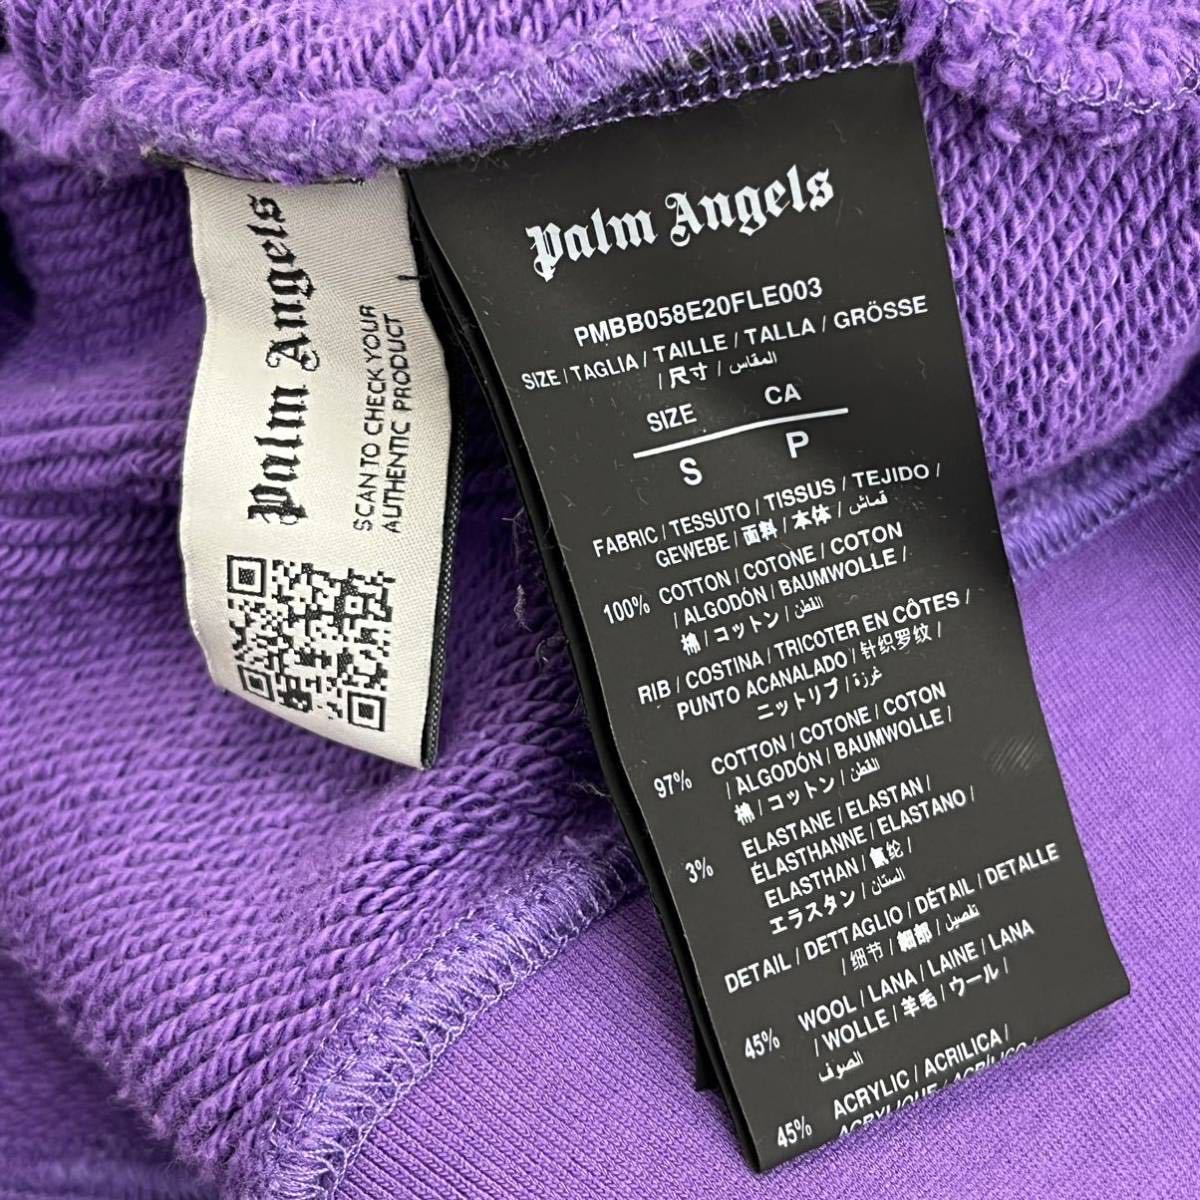 Palm Angels
SCAN TO CHECK YOUR
AUTHENTIC PRODUCT
Palm Angels
PMBB058E20FLE003
SIZE / TAGLIA / TAILLE / TALLA / GRÖSSE
/ 尺寸 / المقاس
SIZE CA
S P
FABRIC / TESSUTO / TISSUS / TEJIDO /
GEWEBE / 面料 / 本体 / قماش
100% COTTON / COTONE / COTON
/ ALGODÓN / BAUMWOLLE /
棉 / コットン / القطن
RIB / COSTINA / TRICOTER EN CÔTES /
PUNTO ACANALADO / 针织罗纹 /
ニットリブ / غرزة
97% COTTON / COTONE / COTON
/ ALGODÓN / BAUMWOLLE /
棉 / コットン / القطن
3% ELASTANE / ELASTAN /
ÉLASTHANNE / ELASTANO /
ELASTHAN / 氨纶 /
エラスタン / الستان
DETAIL / DETTAGLIO / DÉTAIL / DETALLE
/ 细节 / 細部 / تفصيل
45% WOOL / LANA / LAINE / LANA
/ WOLLE / 羊毛 / ウール /
الصوف
45% ACRYLIC / ACRILICA /
ACRYLIQUE / ACRÍLICO